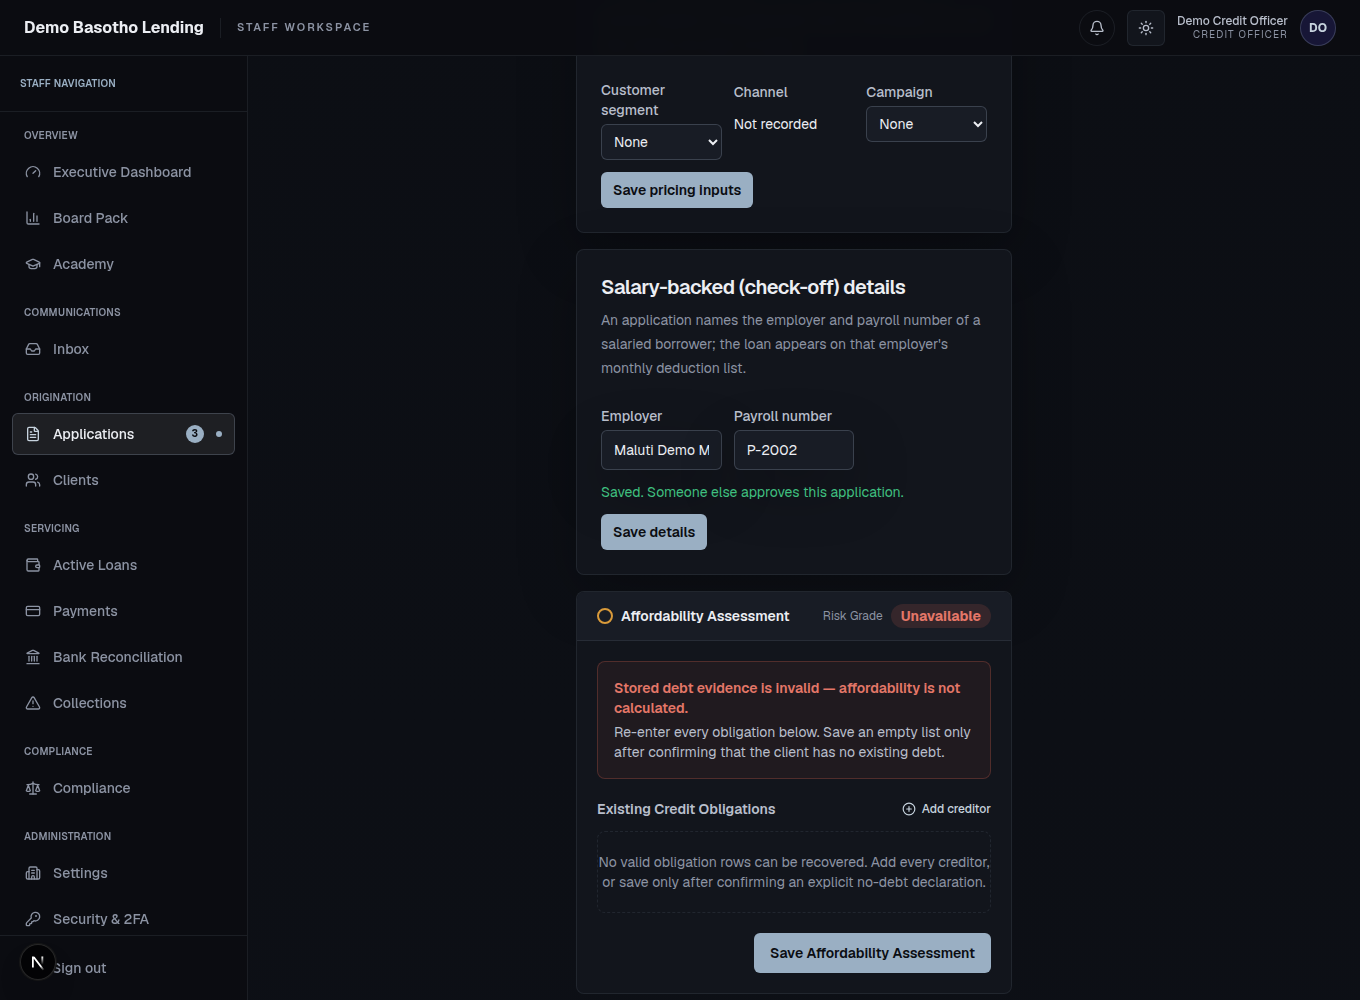 Demo Basotho Lending
STAFF WORKSPACE
Demo Credit Officer
CREDIT OFFICER
DO
STAFF NAVIGATION
OVERVIEW
Executive Dashboard
Board Pack
Academy
COMMUNICATIONS
Inbox
ORIGINATION
Applications
3
Clients
SERVICING
Active Loans
Payments
Bank Reconciliation
Collections
COMPLIANCE
Compliance
ADMINISTRATION
Settings
Security & 2FA
N
Sign out
Customer segment
None
Channel
Not recorded
Campaign
None
Save pricing inputs
Salary-backed (check-off) details
An application names the employer and payroll number of a
salaried borrower; the loan appears on that employer's
monthly deduction list.
Employer
Maluti Demo M
Payroll number
P-2002
Saved. Someone else approves this application.
Save details
Affordability Assessment
Risk Grade
Unavailable
Stored debt evidence is invalid — affordability is not
calculated.
Re-enter every obligation below. Save an empty list only
after confirming that the client has no existing debt.
Existing Credit Obligations
Add creditor
No valid obligation rows can be recovered. Add every creditor,
or save only after confirming an explicit no-debt declaration.
Save Affordability Assessment